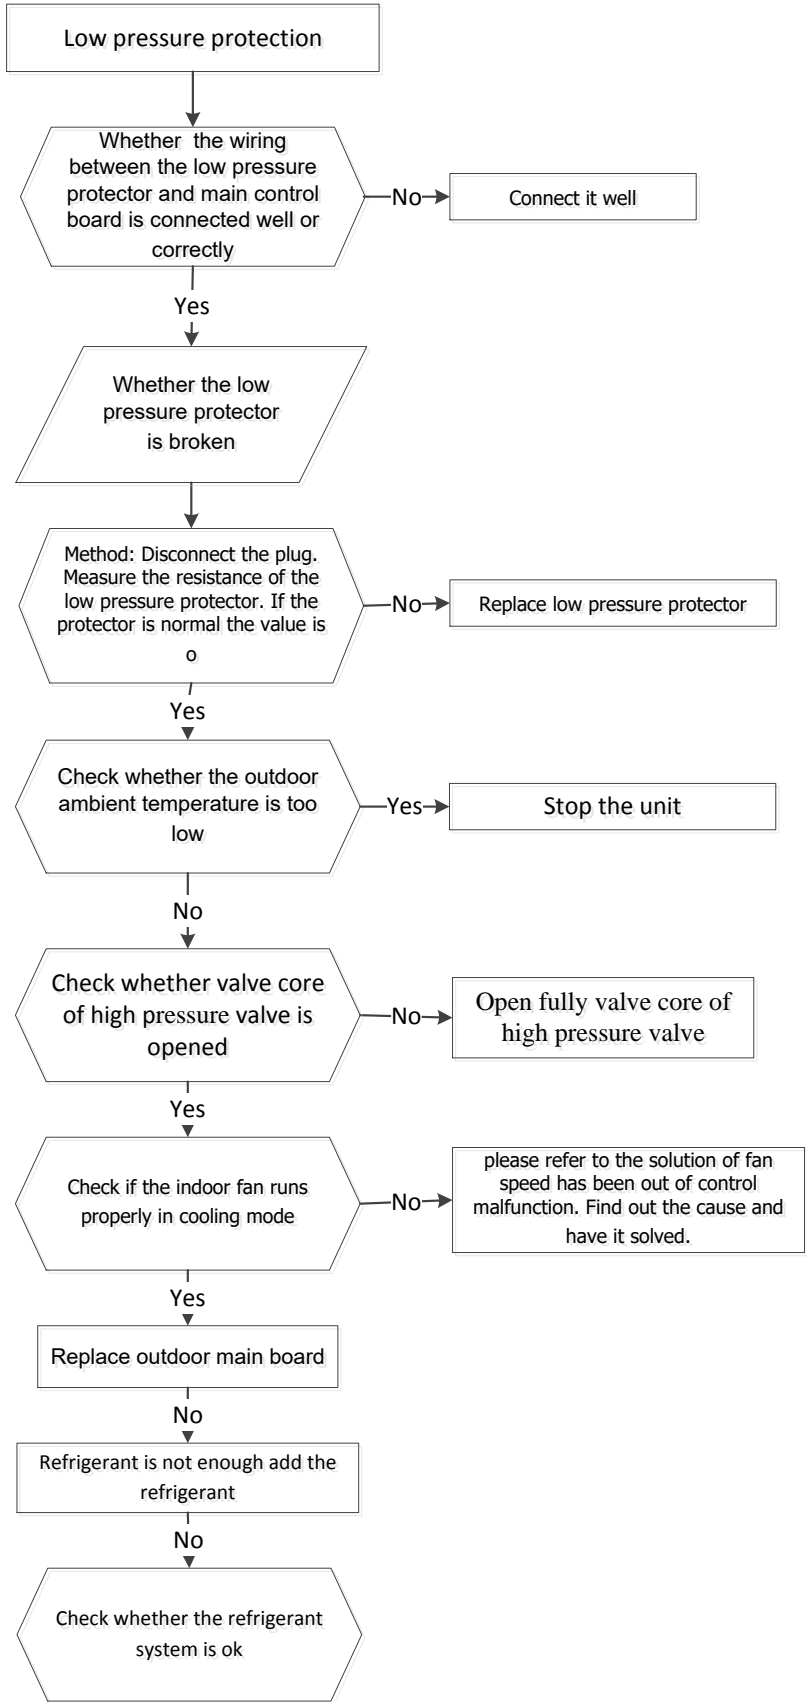 Low pressure protection
Whether the wiring
between the low pressure
protector and main control
board is connected well or
correctly
No
Connect it well
Yes
Whether the low
pressure protector
is broken
Method: Disconnect the plug.
Measure the resistance of the
low pressure protector. If the
protector is normal the value is
o
No
Replace low pressure protector
Yes
Check whether the outdoor
ambient temperature is too
low
Yes
Stop the unit
No
Check whether valve core
of high pressure valve is
opened
No
Open fully valve core of
high pressure valve
Yes
Check if the indoor fan runs
properly in cooling mode
No
please refer to the solution of fan
speed has been out of control
malfunction. Find out the cause and
have it solved.
Yes
Replace outdoor main board
No
Refrigerant is not enough add the
refrigerant
No
Check whether the refrigerant
system is ok